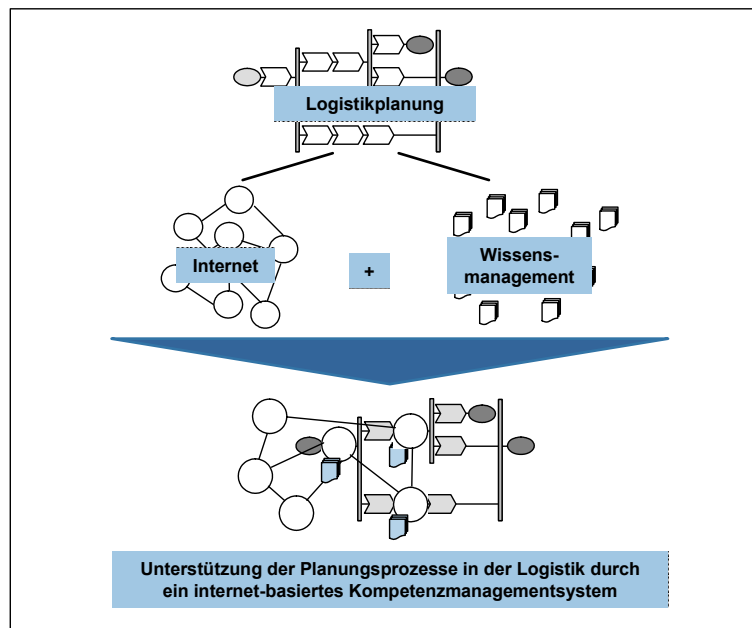 Logistikplanung
Internet
+
Wissens-
management
Unterstützung der Planungsprozesse in der Logistik durch
ein internet-basiertes Kompetenzmanagementsystem